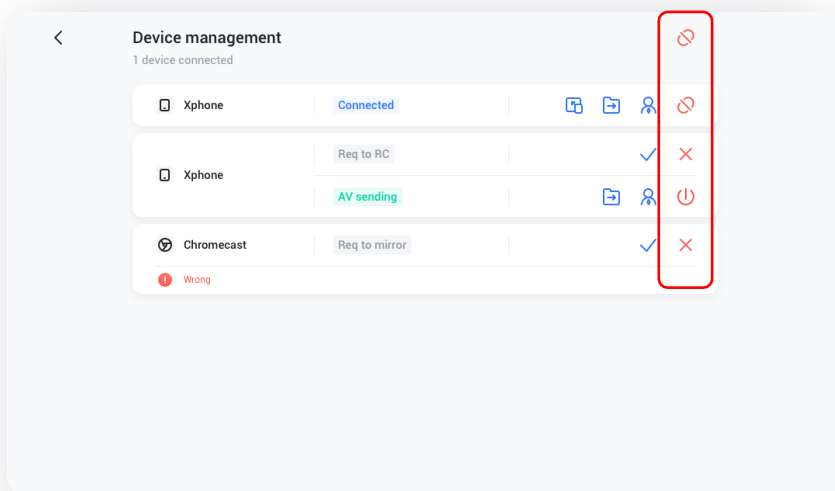 Device management
1 device connected
Xphone
Connected
Xphone
Req to RC
AV sending
Chromecast
Req to mirror
Wrong